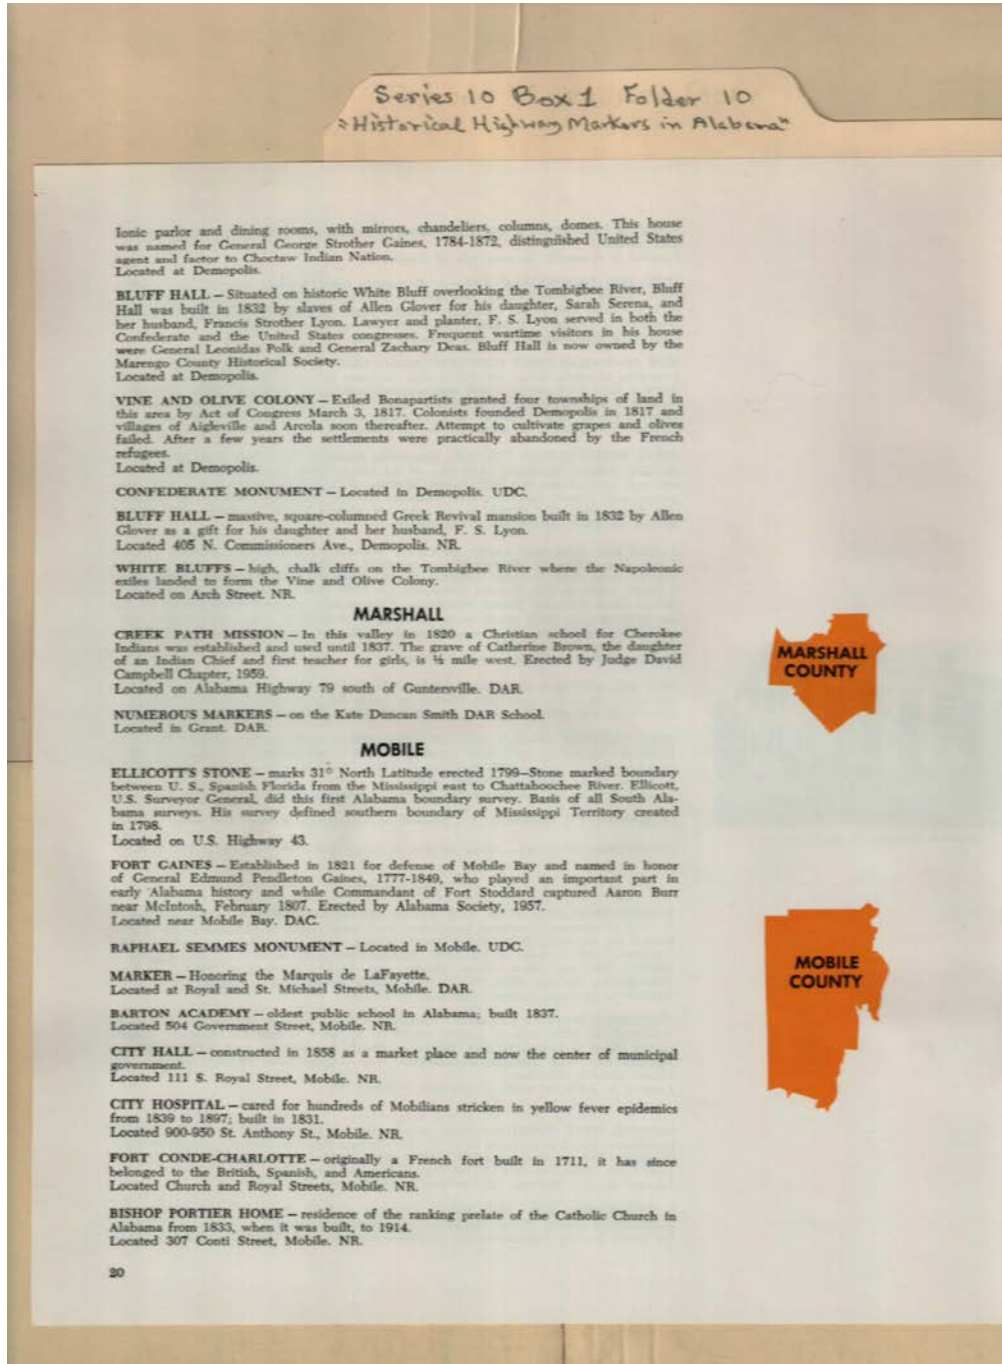 Series 10 Box 1 Folder 10
"Historical Highway Markers in Alabama"
Ionic parlor and dining rooms, with mirrors, chandeliers, columns, domes. This house
was named for General George Strother Gaines, 1784-1872, distinguished United States
agent and factor to Choctaw Indian Nation.
Located at Demopolis.
BLUFF HALL – Situated on historic White Bluff overlooking the Tombigbee River, Bluff
Hall was built in 1832 by slaves of Allen Glover for his daughter, Sarah Serena, and
her husband, Francis Strother Lyon. Lawyer and planter, F. S. Lyon served in both the
Confederate and the United States congresses. Frequent wartime visitors in his house
were General Leonidas Polk and General Zachary Deas. Bluff Hall is now owned by the
Marengo County Historical Society.
Located at Demopolis.
VINE AND OLIVE COLONY – Exiled Bonapartists granted four townships of land in
this area by Act of Congress March 3, 1817. Colonists founded Demopolis in 1817 and
villages of Aigleville and Arcola soon thereafter. Attempt to cultivate grapes and olives
failed. After a few years the settlements were practically abandoned by the French
refugees.
Located at Demopolis.
CONFEDERATE MONUMENT – Located in Demopolis. UDC.
BLUFF HALL – massive, square-columned Greek Revival mansion built in 1832 by Allen
Glover as a gift for his daughter and her husband, F. S. Lyon.
Located 405 N. Commissioners Ave., Demopolis. NR.
WHITE BLUFFS – high, chalk cliffs on the Tombigbee River where the Napoleonic
exiles landed to form the Vine and Olive Colony.
Located on Arch Street. NR.
MARSHALL
CREEK PATH MISSION – In this valley in 1820 a Christian school for Cherokee
Indians was established and used until 1837. The grave of Catherine Brown, the daughter
of an Indian Chief and first teacher for girls, is ½ mile west. Erected by Judge David
Campbell Chapter, 1959.
Located on Alabama Highway 79 south of Guntersville. DAR.
NUMEROUS MARKERS – on the Kate Duncan Smith DAR School.
Located in Grant. DAR.
MARSHALL
COUNTY
MOBILE
ELLICOTT'S STONE – marks 31° North Latitude erected 1799–Stone marked boundary
between U. S., Spanish Florida from the Mississippi east to Chattahoochee River. Ellicott,
U.S. Surveyor General, did this first Alabama boundary survey. Basis of all South Ala-
bama surveys. His survey defined southern boundary of Mississippi Territory created
in 1798.
Located on U.S. Highway 43.
FORT GAINES – Established in 1821 for defense of Mobile Bay and named in honor
of General Edmund Pendleton Gaines, 1777-1849, who played an important part in
early Alabama history and while Commandant of Fort Stoddard captured Aaron Burr
near McIntosh, February 1807. Erected by Alabama Society, 1957.
Located near Mobile Bay. DAC.
RAPHAEL SEMMES MONUMENT – Located in Mobile. UDC.
MARKER – Honoring the Marquis de LaFayette.
Located at Royal and St. Michael Streets, Mobile. DAR.
BARTON ACADEMY – oldest public school in Alabama; built 1837.
Located 504 Government Street, Mobile. NR.
CITY HALL – constructed in 1858 as a market place and now the center of municipal
government.
Located 111 S. Royal Street, Mobile. NR.
CITY HOSPITAL – cared for hundreds of Mobilians stricken in yellow fever epidemics
from 1839 to 1897; built in 1831.
Located 900-950 St. Anthony St., Mobile. NR.
FORT CONDE-CHARLOTTE – originally a French fort built in 1711, it has since
belonged to the British, Spanish, and Americans.
Located Church and Royal Streets, Mobile. NR.
BISHOP PORTIER HOME – residence of the ranking prelate of the Catholic Church in
Alabama from 1833, when it was built, to 1914.
Located 307 Conti Street, Mobile. NR.
MOBILE
COUNTY
20